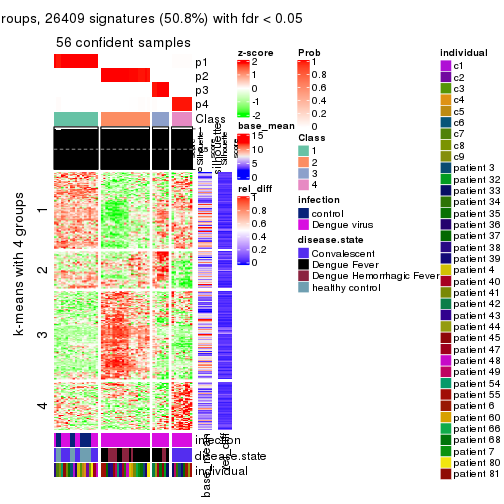 roups, 26409 signatures (50.8%) with fdr < 0.05
56 confident samples
p1
p2
p3
p4
Class
silhouette
k-means with 4 groups
1
2
3
4
infection
disease.state
individual
base_mean
rel_diff
z-score
2
1
0
-1
-2
base_mean
15
10
5
0
rel_diff
1
0.8
0.6
0.4
0.2
0
Prob
1
0.8
0.6
0.4
0.2
0
Class
1
2
3
4
infection
control
Dengue virus
disease.state
Convalescent
Dengue Fever
Dengue Hemorrhagic Fever
healthy control
individual
c1
c2
c3
c4
c5
c6
c7
c8
c9
patient 3
patient 32
patient 33
patient 34
patient 35
patient 36
patient 37
patient 38
patient 39
patient 4
patient 40
patient 41
patient 42
patient 43
patient 44
patient 45
patient 47
patient 48
patient 49
patient 54
patient 55
patient 6
patient 60
patient 66
patient 68
patient 7
patient 80
patient 81